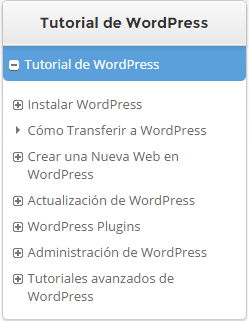 Tutorial de WordPress
Tutorial de WordPress
Instalar WordPress
Cómo Transferir a WordPress
Crear una Nueva Web en
WordPress
Actualización de WordPress
WordPress Plugins
Administración de WordPress
Tutoriales avanzados de
WordPress